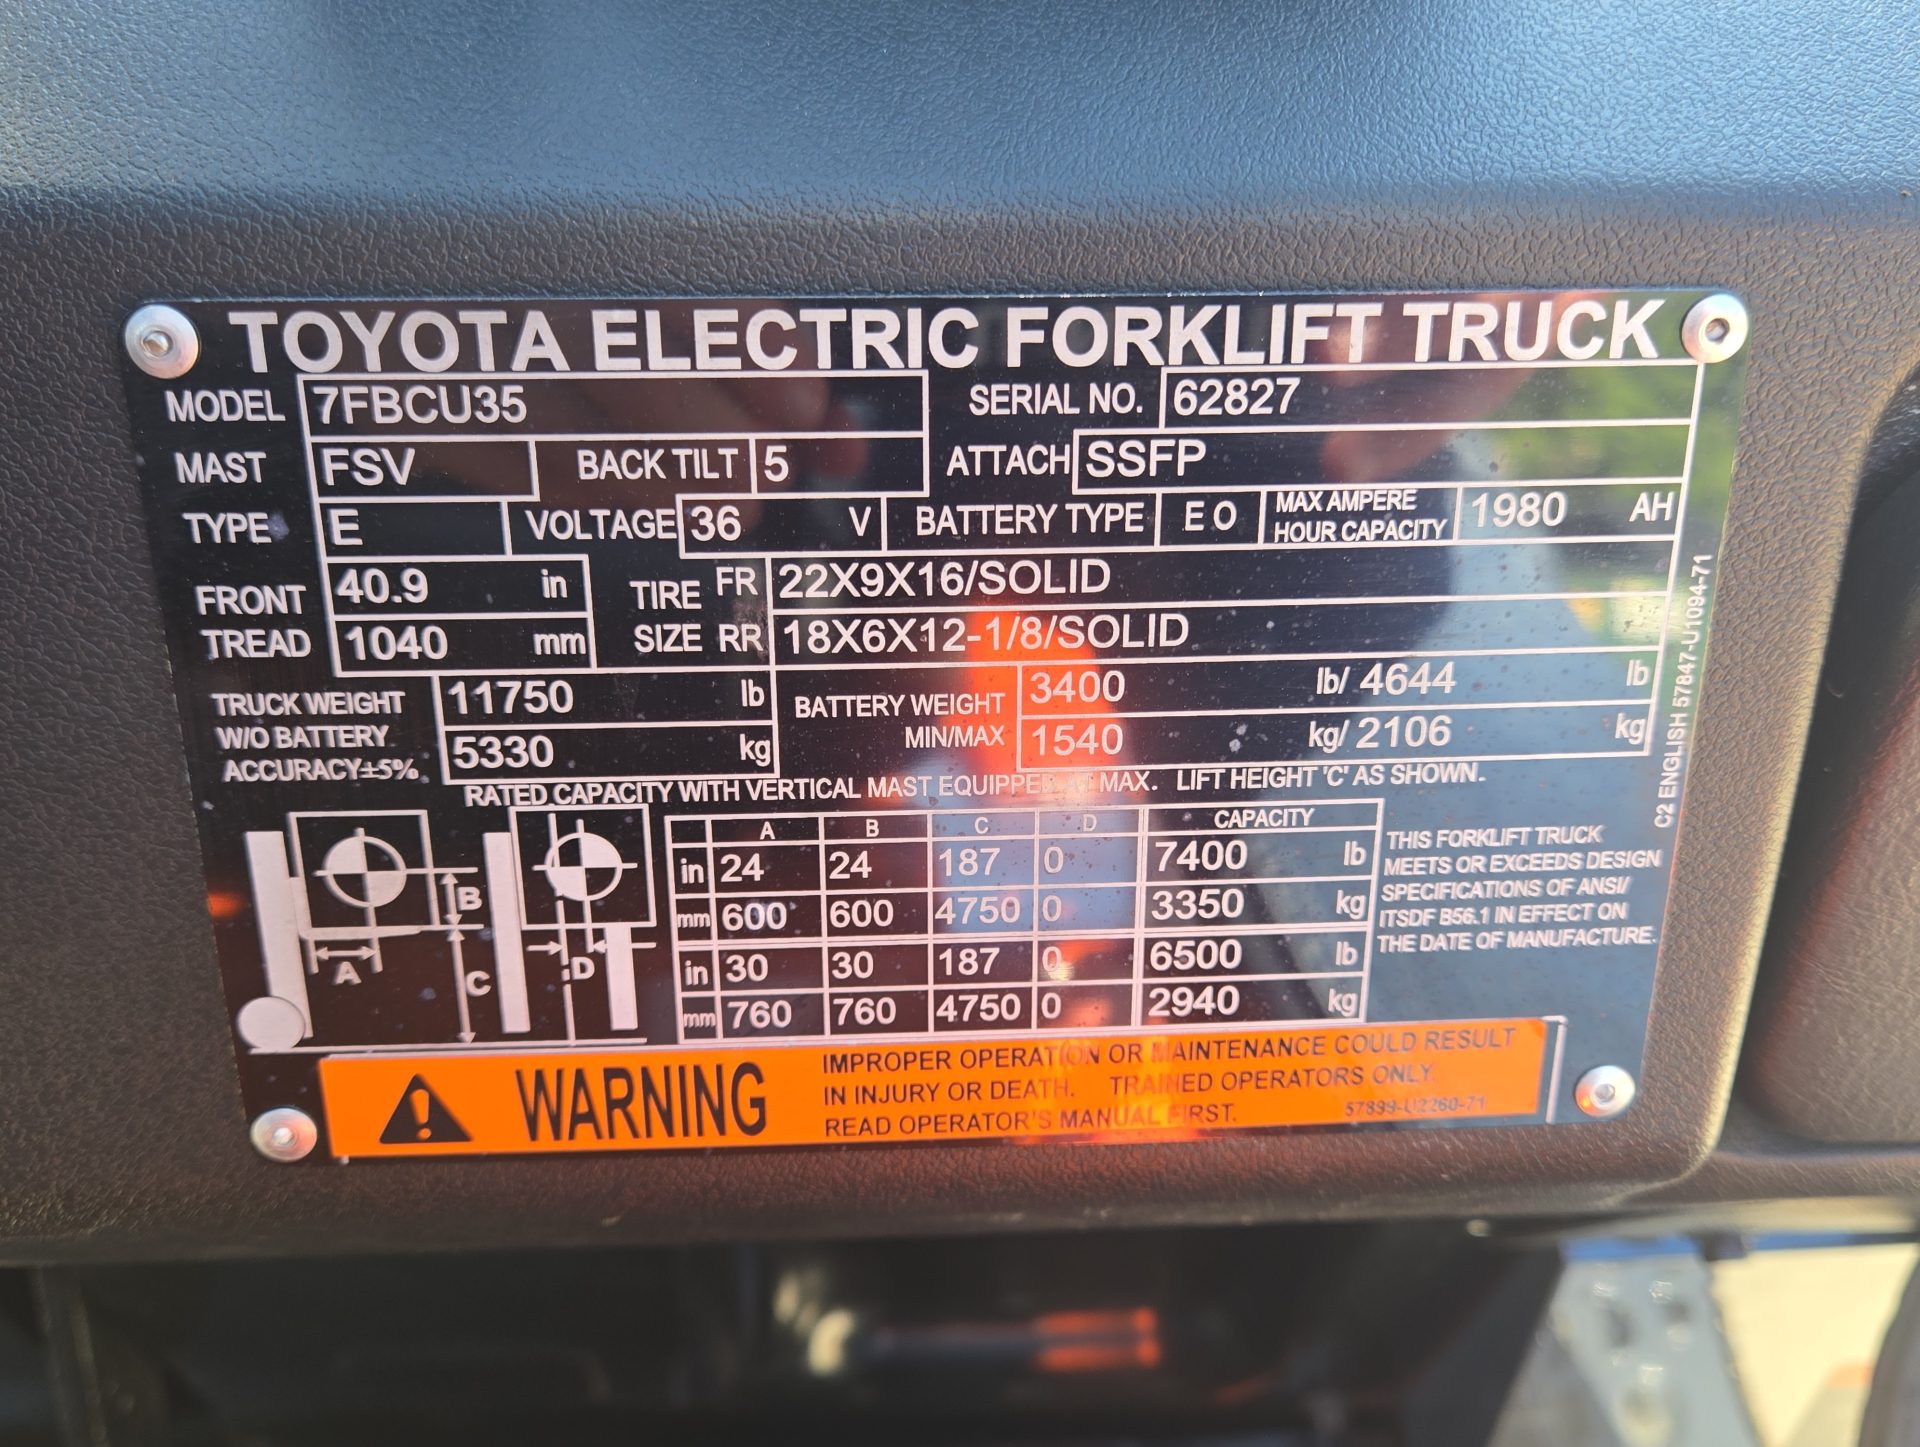 TOYOTA ELECTRIC FORKLIFT TRUCK
MODEL 7FBCU35 SERIAL NO. 62827
MAST FSV BACK TILT 5 ATTACH SSFP
TYPE E VOLTAGE 36 V BATTERY TYPE E O MAX AMPERE HOUR CAPACITY 1980 AH
FRONT TREAD 40.9 in TIRE SIZE FR 22X9X16/SOLID
1040 mm RR 18X6X12-1/8/SOLID
TRUCK WEIGHT W/O BATTERY ACCURACY±5% 11750 lb BATTERY WEIGHT MIN/MAX 3400 lb/ 4644 lb
5330 kg 1540 kg/ 2106 kg
RATED CAPACITY WITH VERTICAL MAST EQUIPPED AT MAX. LIFT HEIGHT 'C' AS SHOWN.
A B C D CAPACITY
in 24 24 187 0 7400 lb
mm 600 600 4750 0 3350 kg
in 30 30 187 0 6500 lb
mm 760 760 4750 0 2940 kg
A B C D
THIS FORKLIFT TRUCK
MEETS OR EXCEEDS DESIGN
SPECIFICATIONS OF ANSI/
ITSDF B56.1 IN EFFECT ON
THE DATE OF MANUFACTURE.
C2 ENGLISH 57847-U1094-71
WARNING
IMPROPER OPERATION OR MAINTENANCE COULD RESULT
IN INJURY OR DEATH. TRAINED OPERATORS ONLY.
READ OPERATOR'S MANUAL FIRST. 57899-U2260-71